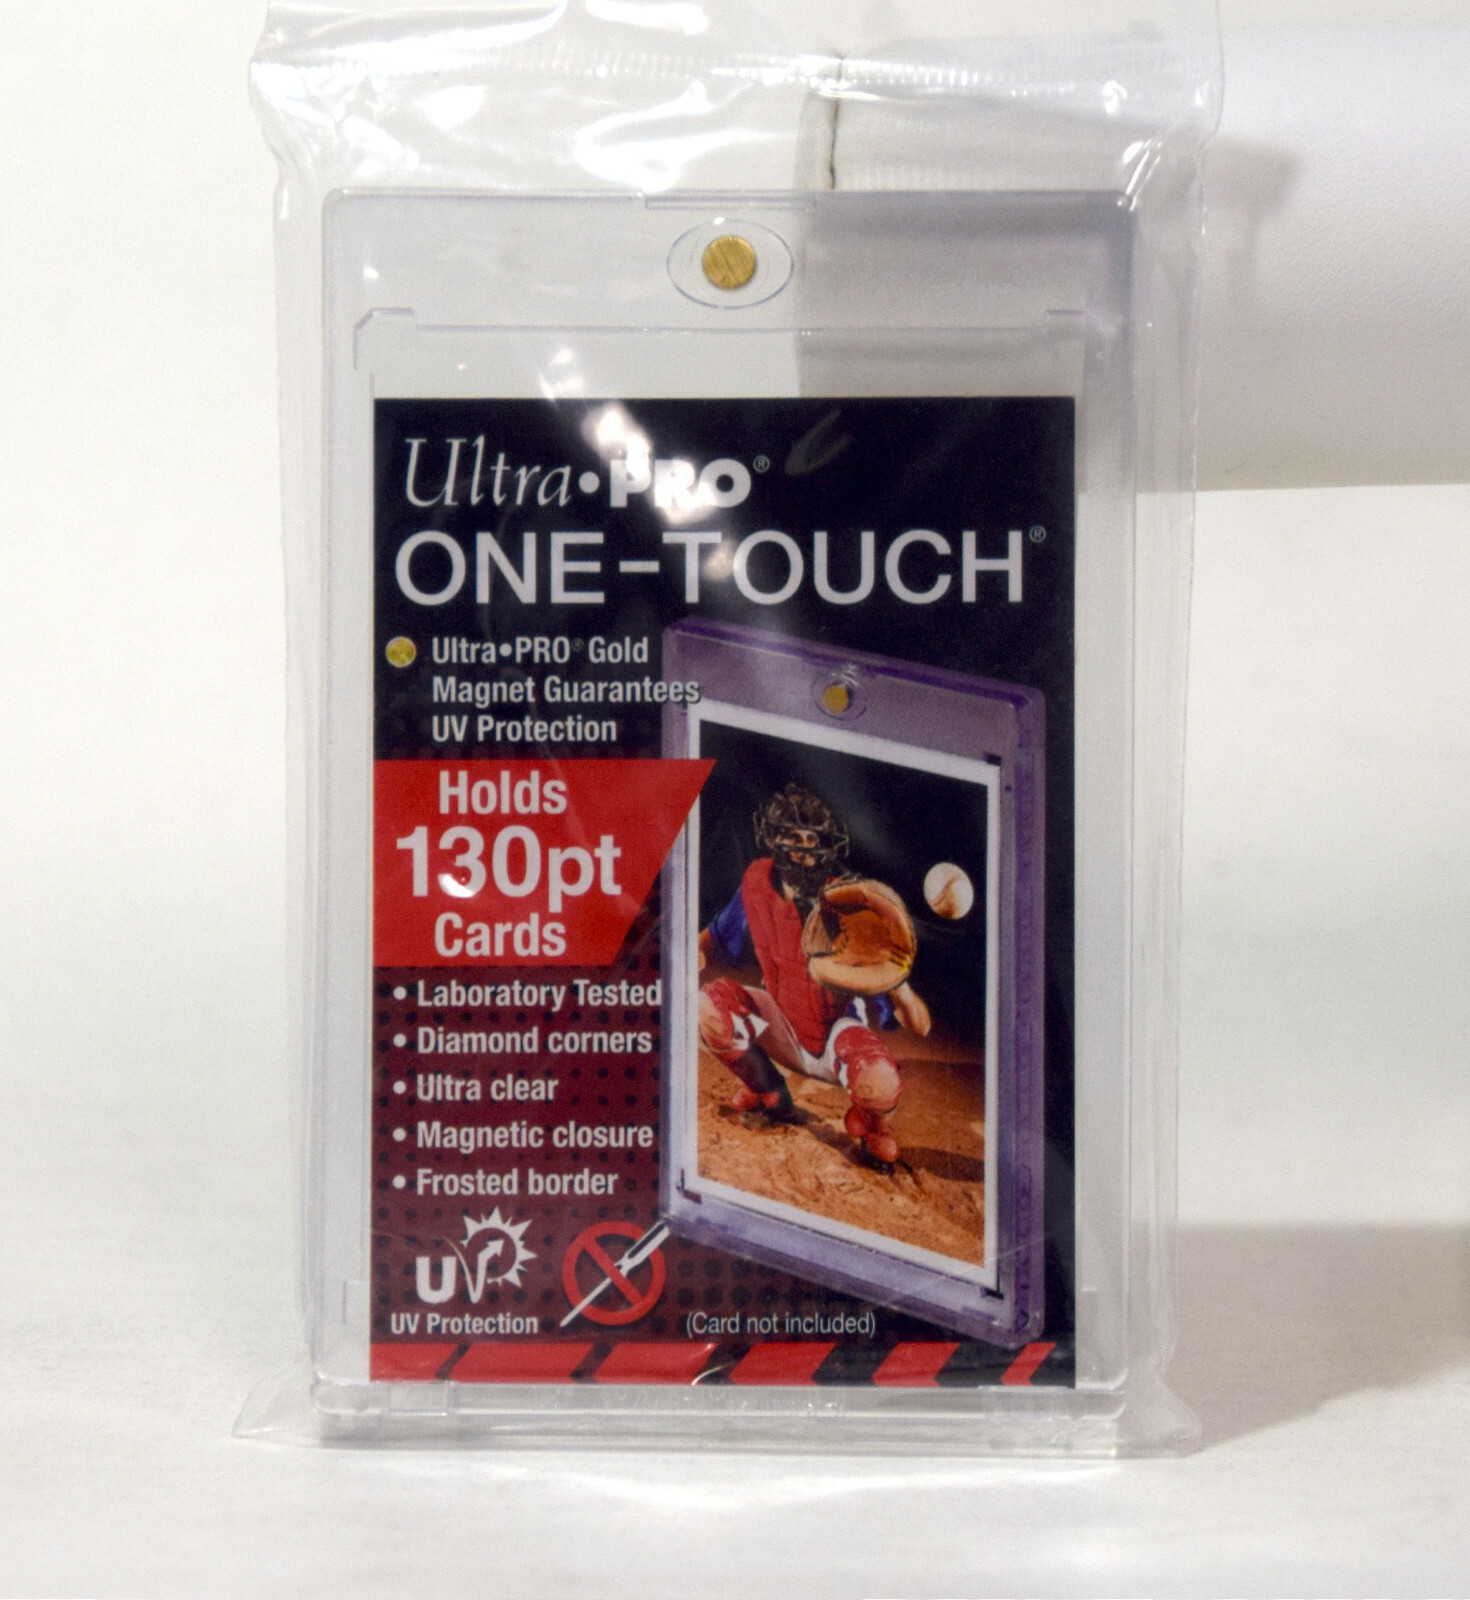 Ultra•PRO®
ONE-TOUCH®
Ultra•PRO® Gold
Magnet Guarantees
UV Protection
Holds
130pt
Cards
• Laboratory Tested
• Diamond corners
• Ultra clear
• Magnetic closure
• Frosted border
UV
UV Protection
(Card not included)